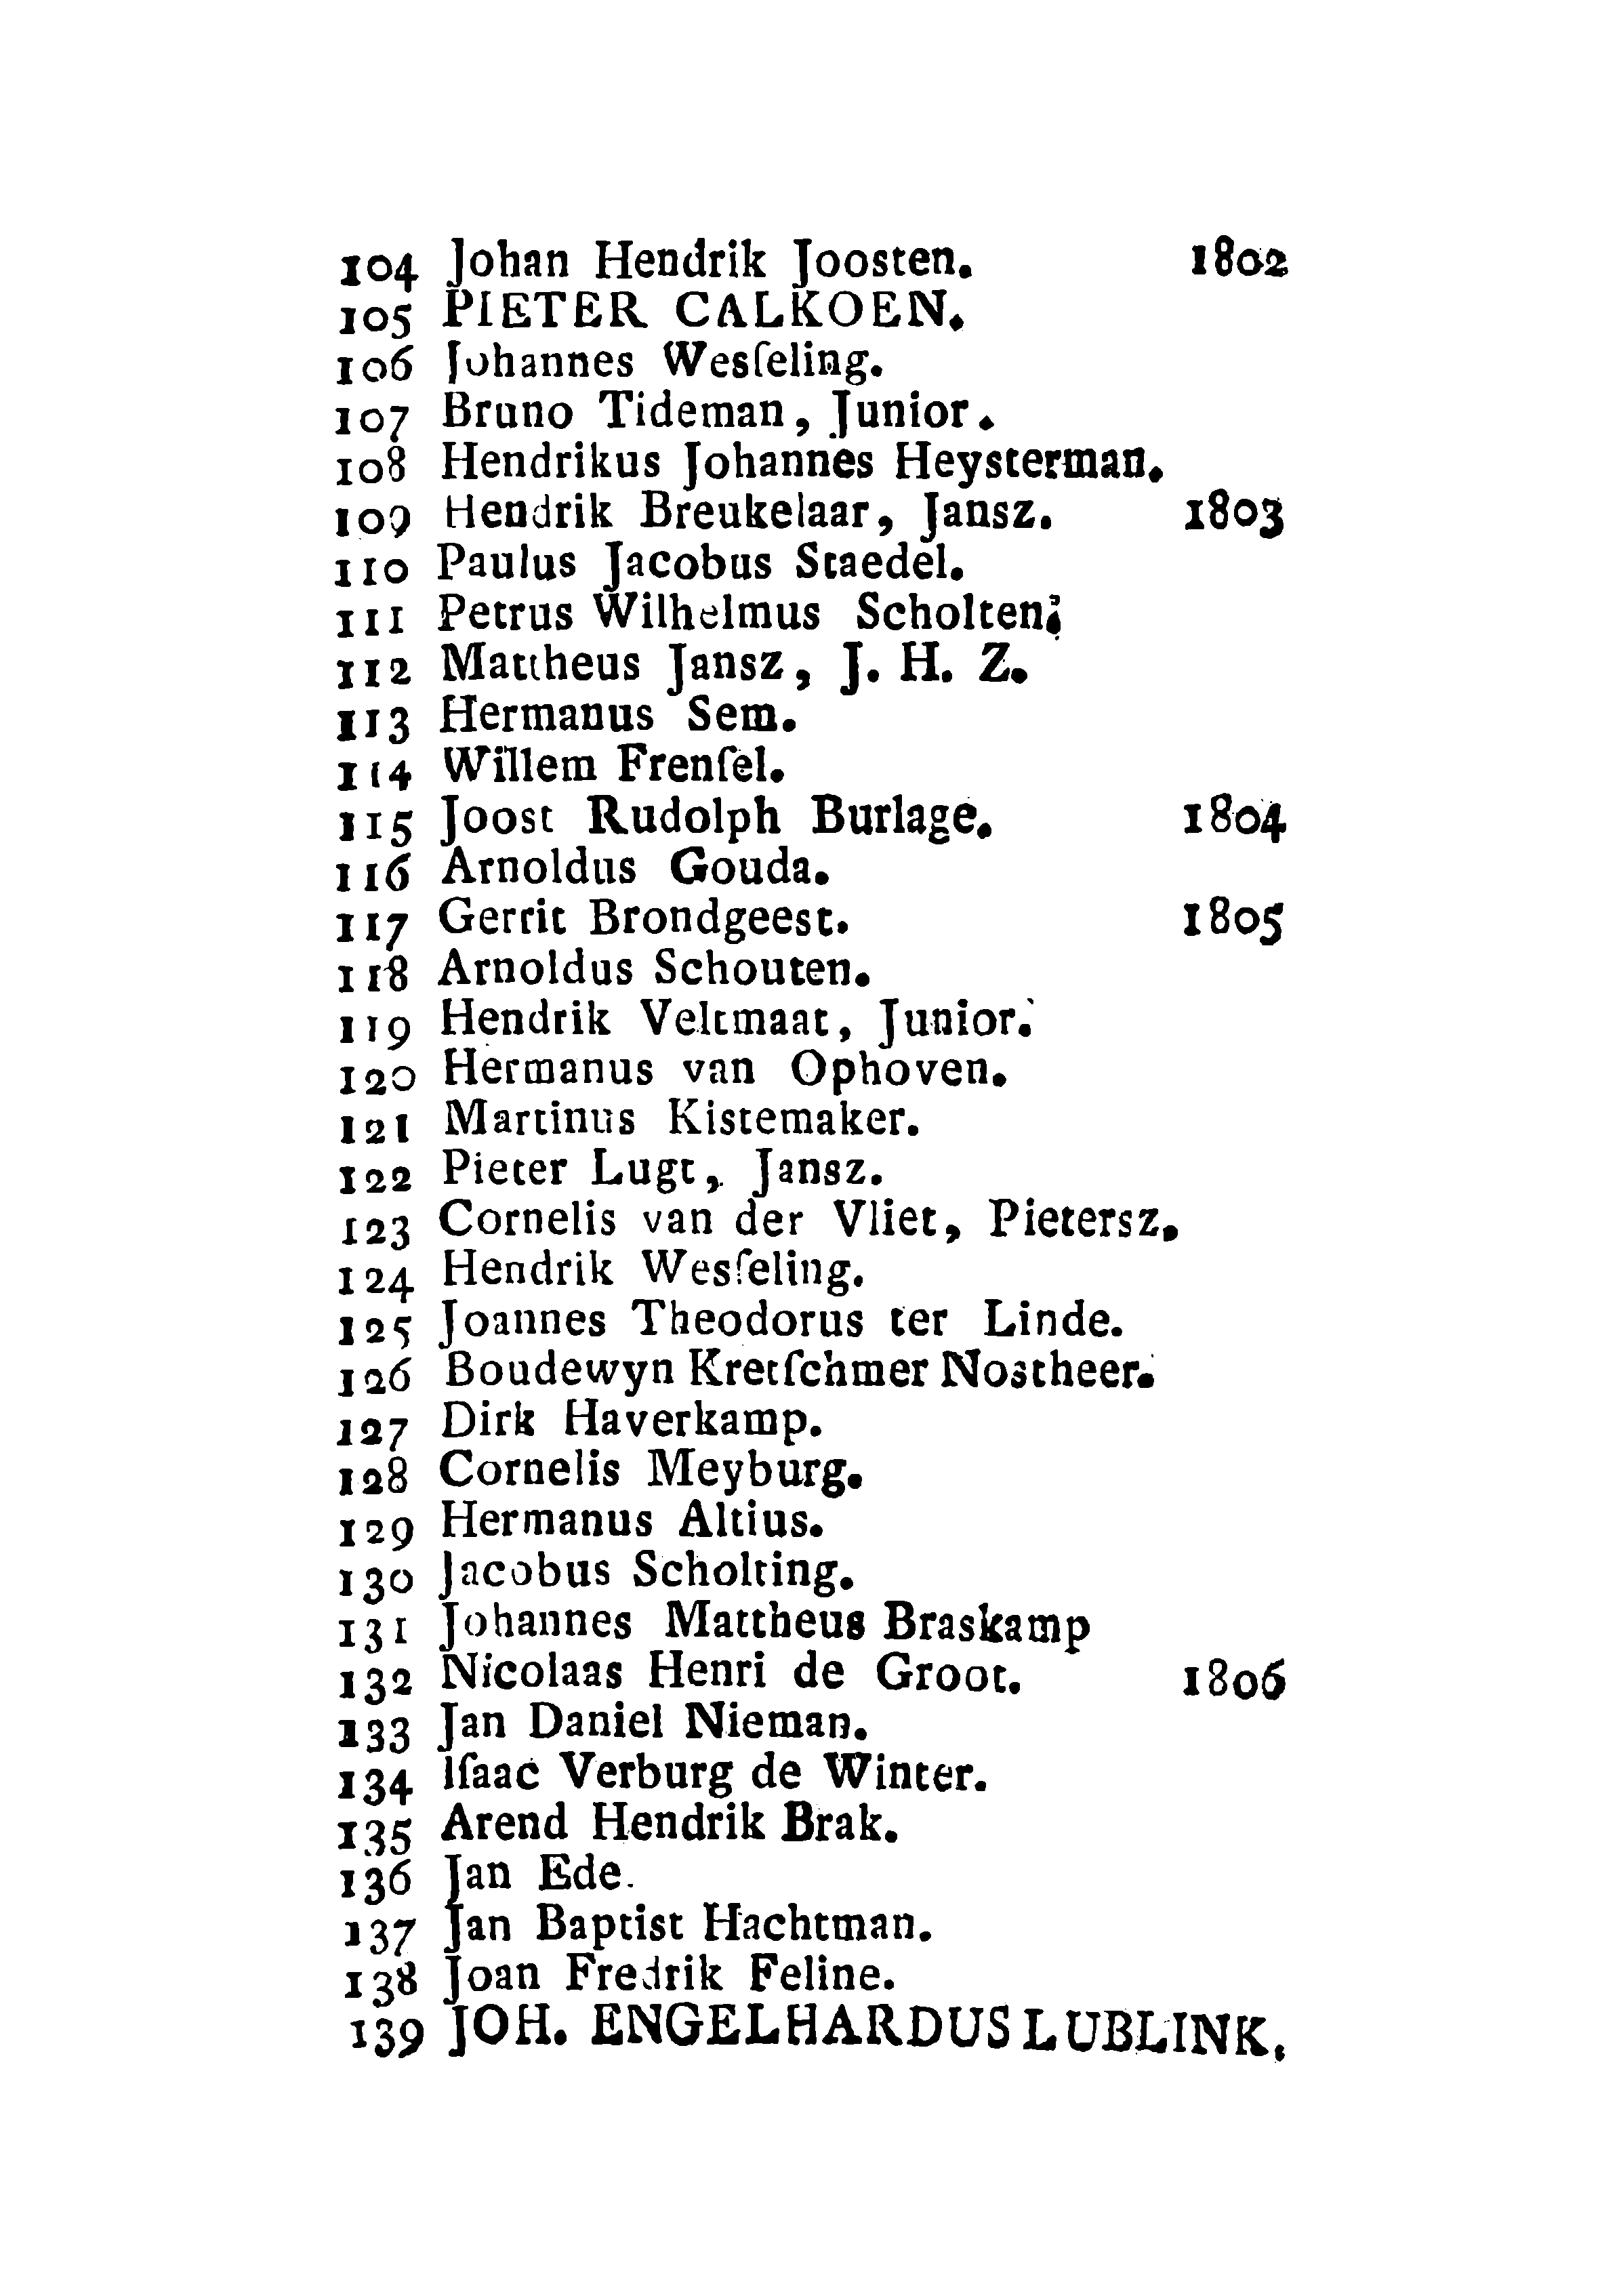 104 Johan Hendrik Joosten. 1802
105 PIETER CALKOEN.
106 Johannes Wesſeling.
107 Bruno Tideman, Junior.
108 Hendrikus Johannes Heysterman.
109 Hendrik Breukelaar, Jansz. 1803
110 Paulus Jacobus Staedel.
111 Petrus Wilhelmus Scholten.
112 Mattheus Jansz, J. H. Z.
113 Hermanus Sem.
114 Willem Frenſel.
115 Joost Rudolph Burlage. 1804
116 Arnoldus Gouda.
117 Gerrit Brondgeest. 1805
118 Arnoldus Schouten.
119 Hendrik Veltmaat, Junior.
120 Hermanus van Ophoven.
121 Martinus Kistemaker.
122 Pieter Lugt, Jansz.
123 Cornelis van der Vliet, Pietersz.
124 Hendrik Wesſeling.
125 Joannes Theodorus ter Linde.
126 Boudewyn Kretſchmer Nostheer.
127 Dirk Haverkamp.
128 Cornelis Meyburg.
129 Hermanus Altius.
130 Jacobus Scholting.
131 Johannes Mattheus Braskamp
132 Nicolaas Henri de Groot. 1806
133 Jan Daniel Nieman.
134 Iſaac Verburg de Winter.
135 Arend Hendrik Brak.
136 Jan Ede.
137 Jan Baptist Hachtman.
138 Joan Fredrik Feline.
139 JOH. ENGELHARDUS LUBLINK.